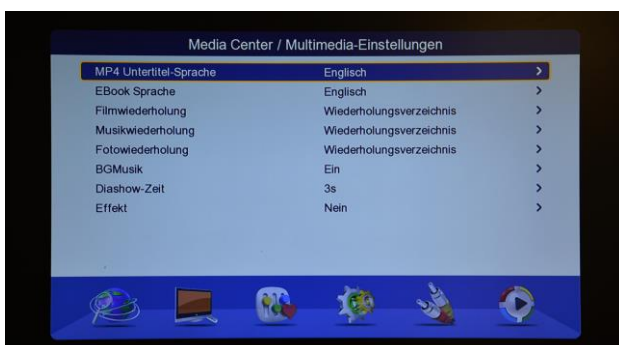 Media Center / Multimedia-Einstellungen
MP4 Untertitel-Sprache Englisch >
EBook Sprache Englisch >
Filmwiederholung Wiederholungsverzeichnis >
Musikwiederholung Wiederholungsverzeichnis >
Fotowiederholung Wiederholungsverzeichnis >
BGMusik Ein >
Diashow-Zeit 3s >
Effekt Nein >